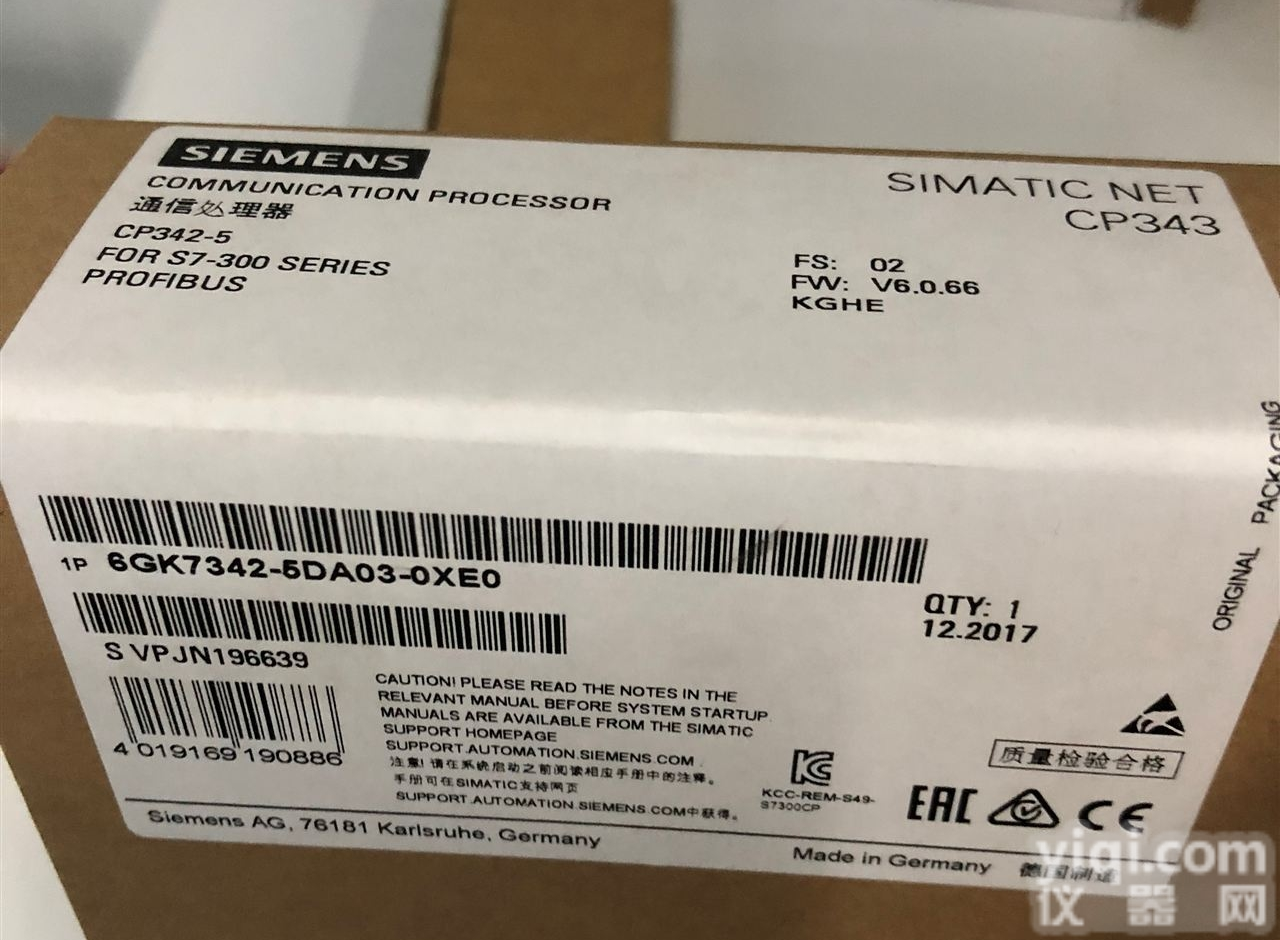 SIEMENS
COMMUNICATION PROCESSOR
通信处理器
CP342-5
FOR S7-300 SERIES
PROFIBUS
SIMATIC NET
CP343
FS: 02
FW: V6.0.66
KGHE
ORIGINAL PACKAGING
1P 6GK7342-5DA03-0XE0
QTY: 1
12.2017
S VPJN196639
4 019169 190886
CAUTION! PLEASE READ THE NOTES IN THE
RELEVANT MANUAL BEFORE SYSTEM STARTUP.
MANUALS ARE AVAILABLE FROM THE SIMATIC
SUPPORT HOMEPAGE
SUPPORT.AUTOMATION.SIEMENS.COM .
注意! 请在系统启动之前阅读相应手册中的注释。
手册可在SIMATIC支持网页
SUPPORT.AUTOMATION.SIEMENS.COM中获得。
KCC-REM-S49-
S7300CP
质量检验合格
EAC
CE
Siemens AG, 76181 Karlsruhe, Germany
Made in Germany 德国制造
yiqi.com
仪器网